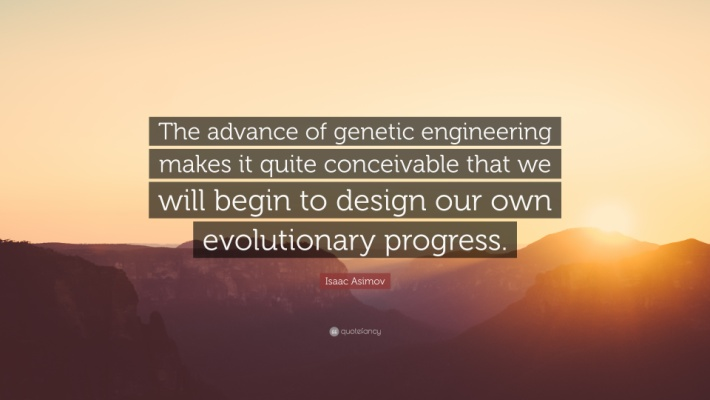 The advance of genetic engineering
makes it quite conceivable that we
will begin to design our own
evolutionary progress.
Isaac Asimov
quotefancy